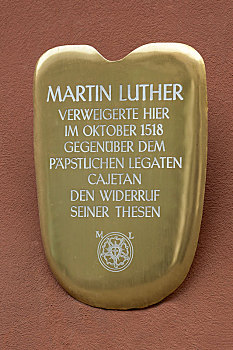 MARTIN LUTHER
VERWEIGERTE HIER
IM OKTOBER 1518
GEGENÜBER DEM
PÄPSTLICHEN LEGATEN
CAJETAN
DEN WIDERRUF
SEINER THESEN
M L